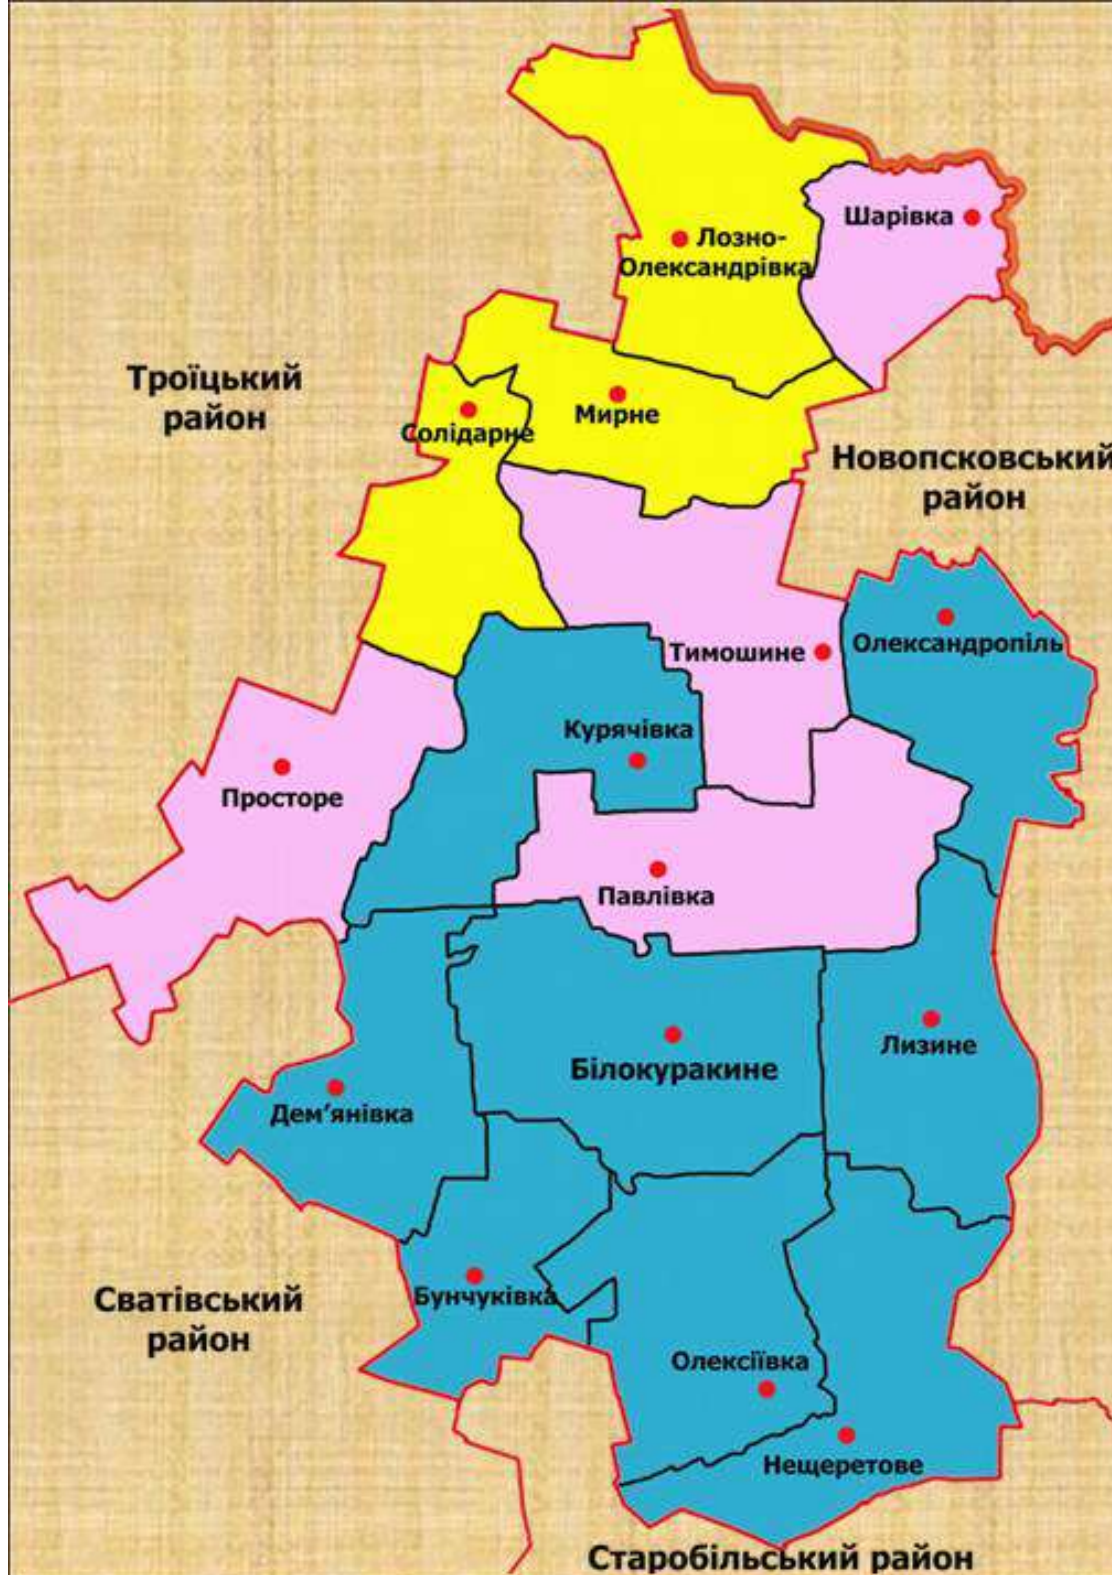 Шарівка
Лозно-
Олександрівка
Троїцький
район
Мирне
Солідарне
Новопсковський
район
Олександропіль
Тимошине
Курячівка
Просторе
Павлівка
Лизине
Білокуракине
Дем'янівка
Сватівський
район
Бунчуківка
Олексіївка
Нещеретове
Старобільський район